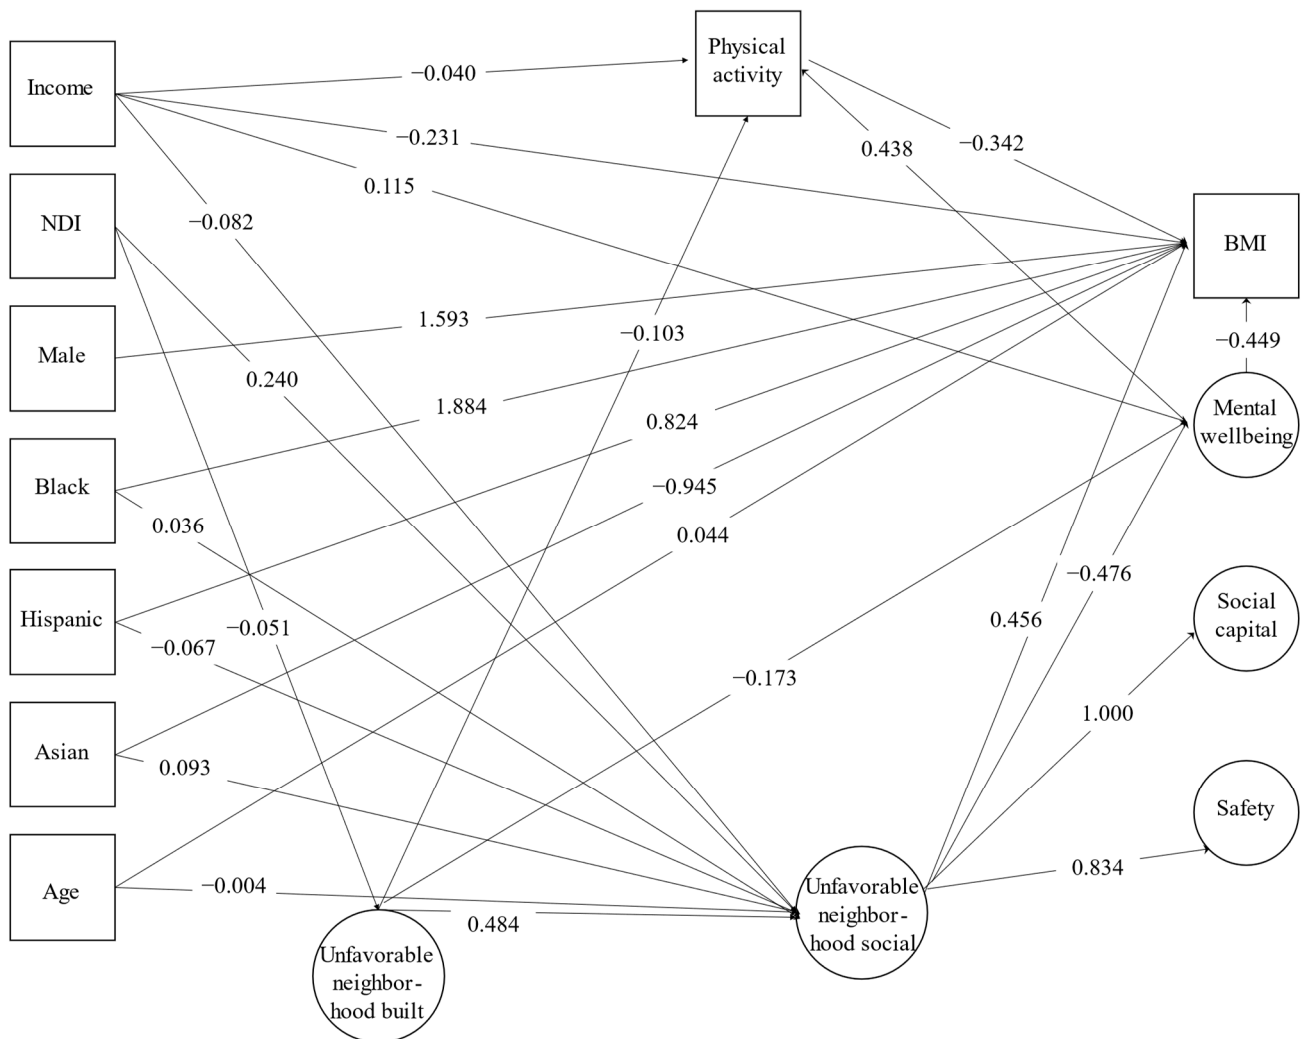 Physical
activity
Income
−0.040
−0.231
0.438
−0.342
0.115
NDI
−0.082
BMI
Male
1.593
−0.103
−0.449
0.240
Mental
wellbeing
1.884
0.824
Black
−0.945
0.036
0.044
−0.476
Social
capital
Hispanic
−0.051
0.456
−0.067
−0.173
1.000
Asian
0.093
Safety
Age
−0.004
0.834
0.484
Unfavorable
neighbor-
hood social
Unfavorable
neighbor-
hood built